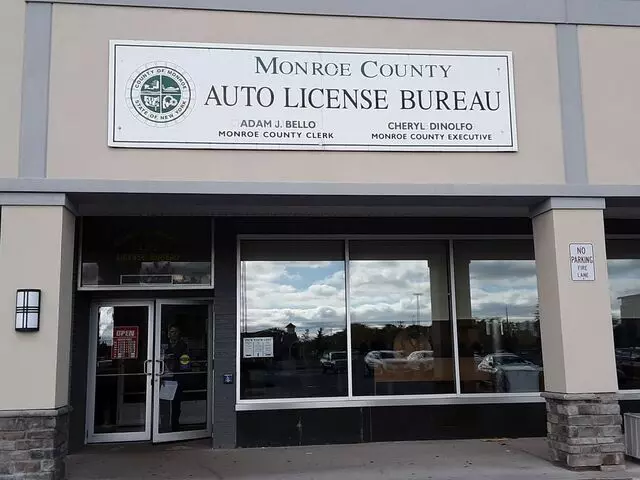 MONROE COUNTY
AUTO LICENSE BUREAU
COUNTY OF MONROE
STATE OF NEW YORK
ADAM J. BELLO
MONROE COUNTY CLERK
CHERYL DINOLFO
MONROE COUNTY EXECUTIVE
NO
PARKING
FIRE
LANE
OPEN